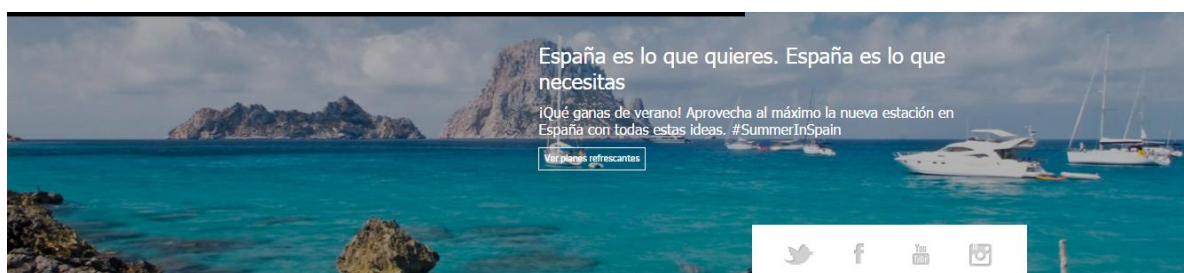 España es lo que quieres. España es lo que
necesitas
¡Qué ganas de verano! Aprovecha al máximo la nueva estación en
España con todas estas ideas. #SummerInSpain
Ver planes refrescantes
You
Tube